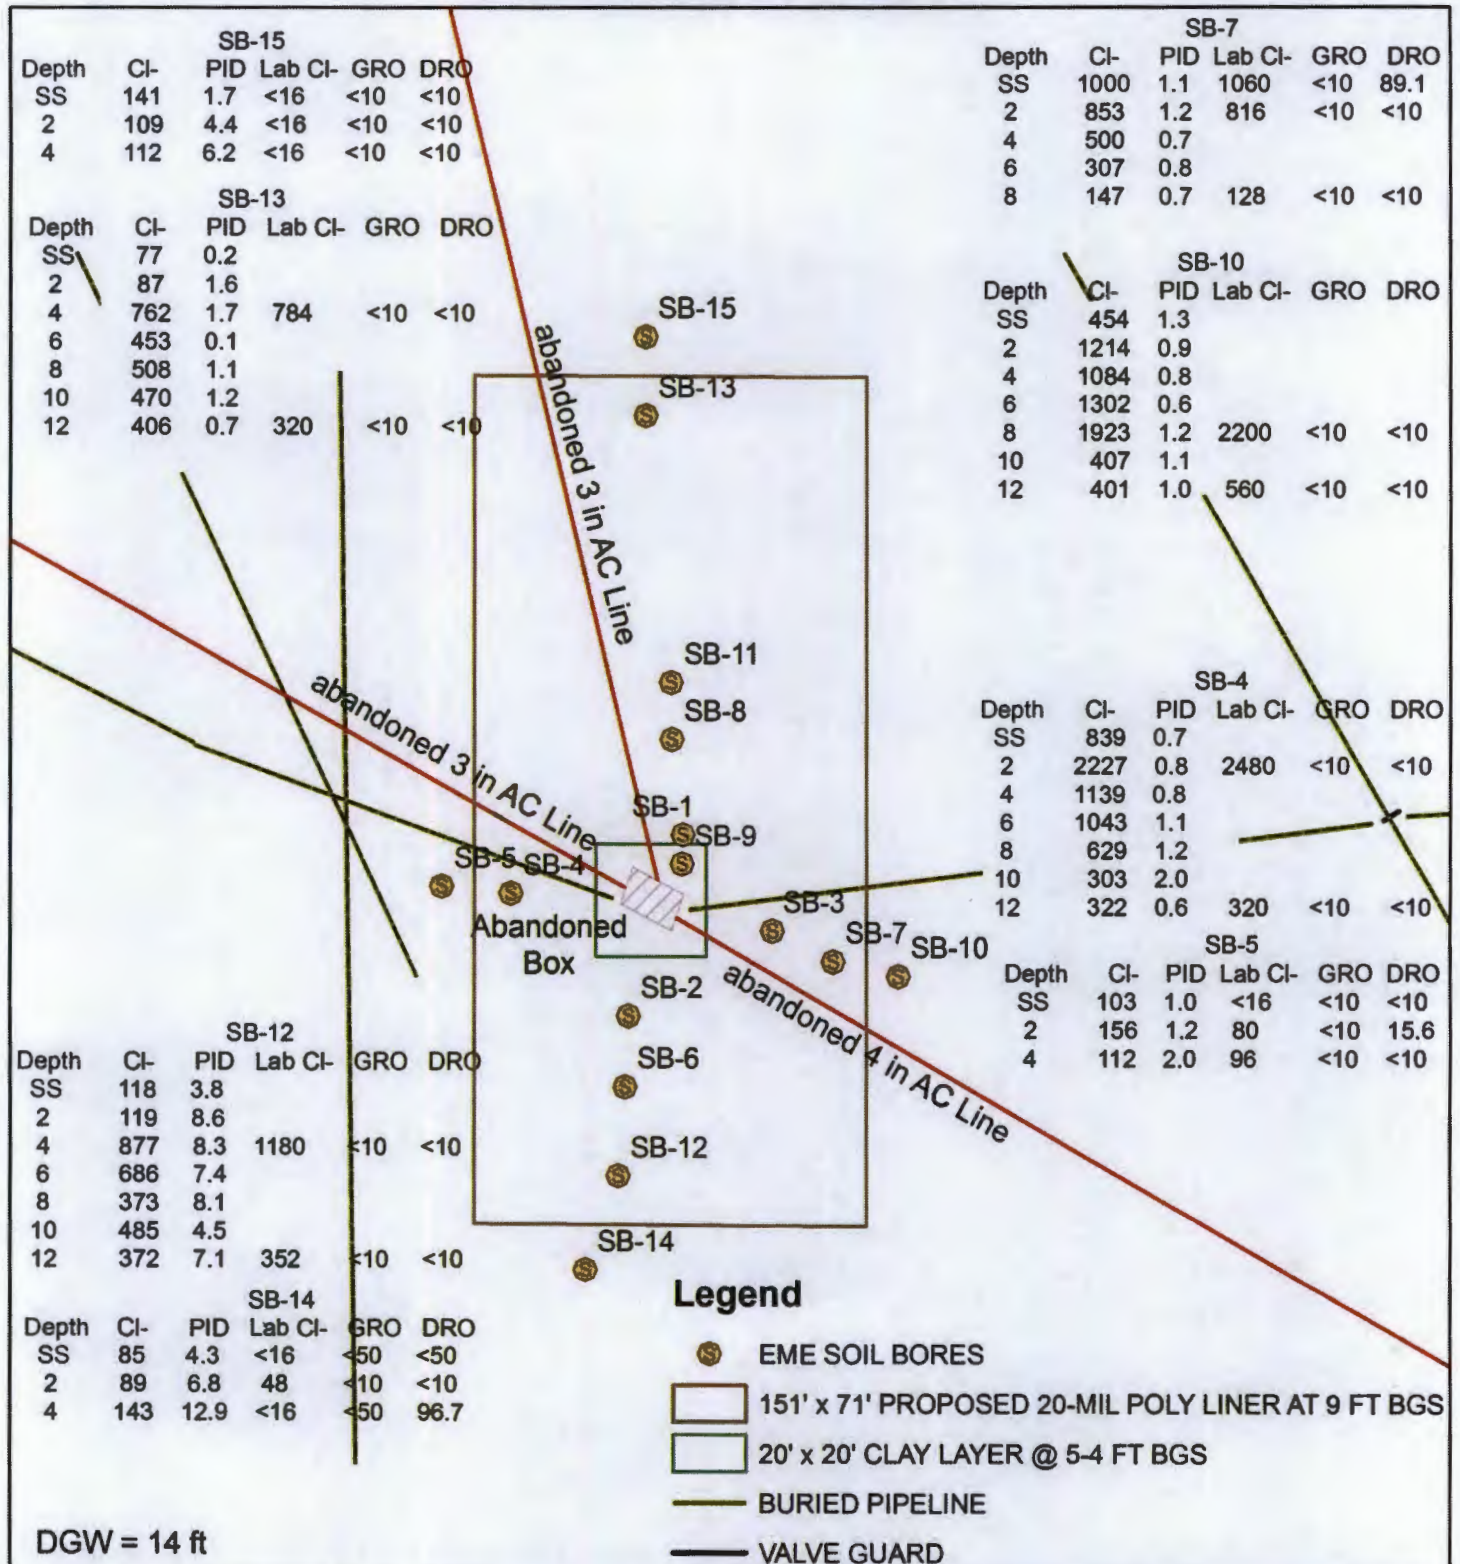 SB-15
Depth Cl- PID Lab Cl- GRO DRO
SS 141 1.7 <16 <10 <10
2 109 4.4 <16 <10 <10
4 112 6.2 <16 <10 <10
SB-13
Depth Cl- PID Lab Cl- GRO DRO
SS 77 0.2
2 87 1.6
4 762 1.7 784 <10 <10
6 453 0.1
8 508 1.1
10 470 1.2
12 406 0.7 320 <10 <10
SB-7
Depth Cl- PID Lab Cl- GRO DRO
SS 1000 1.1 1060 <10 89.1
2 853 1.2 816 <10 <10
4 500 0.7
6 307 0.8
8 147 0.7 128 <10 <10
SB-10
Depth Cl- PID Lab Cl- GRO DRO
SS 454 1.3
2 1214 0.9
4 1084 0.8
6 1302 0.6
8 1923 1.2 2200 <10 <10
10 407 1.1
12 401 1.0 560 <10 <10
SB-15
SB-13
abandoned 3 in AC Line
SB-11
SB-8
abandoned 3 in AC Line
SB-1
SB-9
SB-5
SB-4
Abandoned
Box
SB-3
SB-7
SB-10
SB-2
abandoned 4 in AC Line
SB-6
SB-12
SB-14
SB-4
Depth Cl- PID Lab Cl- GRO DRO
SS 839 0.7
2 2227 0.8 2480 <10 <10
4 1139 0.8
6 1043 1.1
8 629 1.2
10 303 2.0
12 322 0.6 320 <10 <10
SB-5
Depth Cl- PID Lab Cl- GRO DRO
SS 103 1.0 <16 <10 <10
2 156 1.2 80 <10 15.6
4 112 2.0 96 <10 <10
SB-12
Depth Cl- PID Lab Cl- GRO DRO
SS 118 3.8
2 119 8.6
4 877 8.3 1180 <10 <10
6 686 7.4
8 373 8.1
10 485 4.5
12 372 7.1 352 <10 <10
SB-14
Depth Cl- PID Lab Cl- GRO DRO
SS 85 4.3 <16 <50 <50
2 89 6.8 48 <10 <10
4 143 12.9 <16 <50 96.7
DGW = 14 ft
Legend
S EME SOIL BORES
151' x 71' PROPOSED 20-MIL POLY LINER AT 9 FT BGS
20' x 20' CLAY LAYER @ 5-4 FT BGS
BURIED PIPELINE
VALVE GUARD